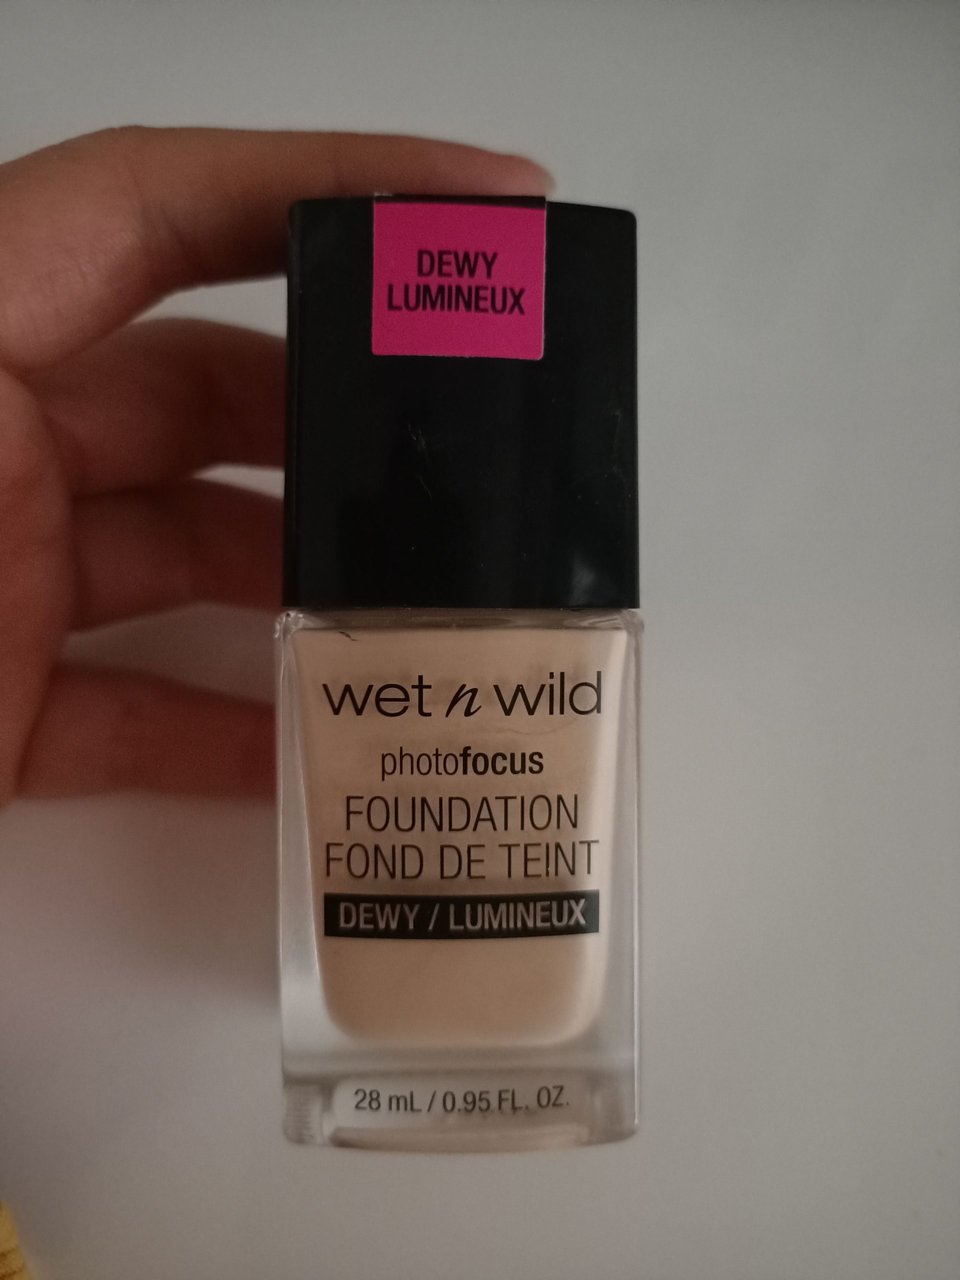 DEWY
LUMINEUX
wet n wild
photofocus
FOUNDATION
FOND DE TEINT
DEWY / LUMINEUX
28 mL / 0.95 FL. OZ.